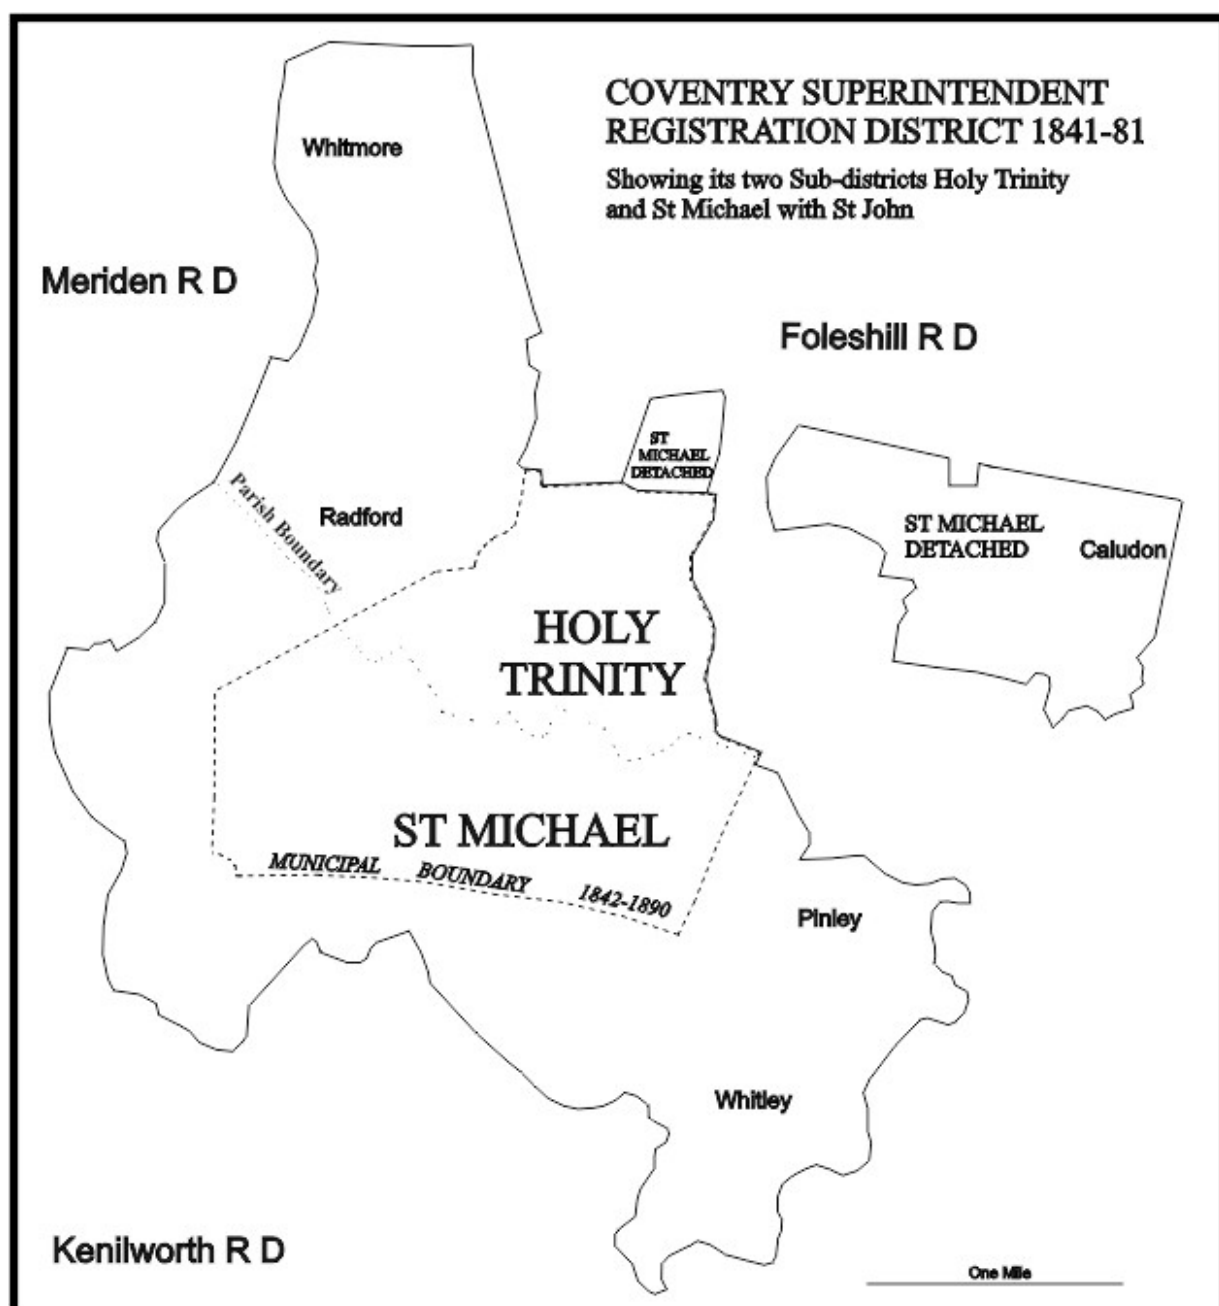 COVENTRY SUPERINTENDENT
REGISTRATION DISTRICT 1841-81
Showing its two Sub-districts Holy Trinity
and St Michael with St John
Whitmore
Meriden R D
Foleshill R D
ST
MICHAEL
DETACHED
Parish Boundary
Radford
ST MICHAEL
DETACHED
Caludon
HOLY
TRINITY
ST MICHAEL
MUNICIPAL BOUNDARY 1842-1890
Pinley
Whitley
Kenilworth R D
One Mile